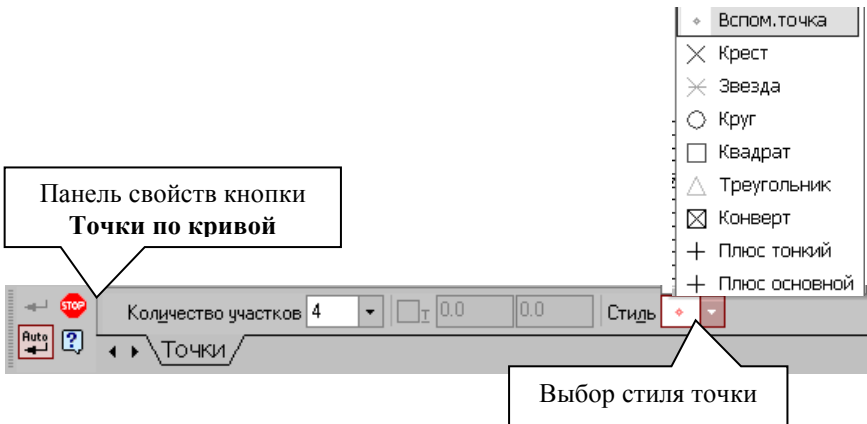 Вспом.точка
Крест
Звезда
Круг
Квадрат
Треугольник
Конверт
Плюс тонкий
Плюс основной
Панель свойств кнопки
Точки по кривой
STOP
Количество участков 4 т 0.0 0.0 Стиль
Auto
Точки
Выбор стиля точки